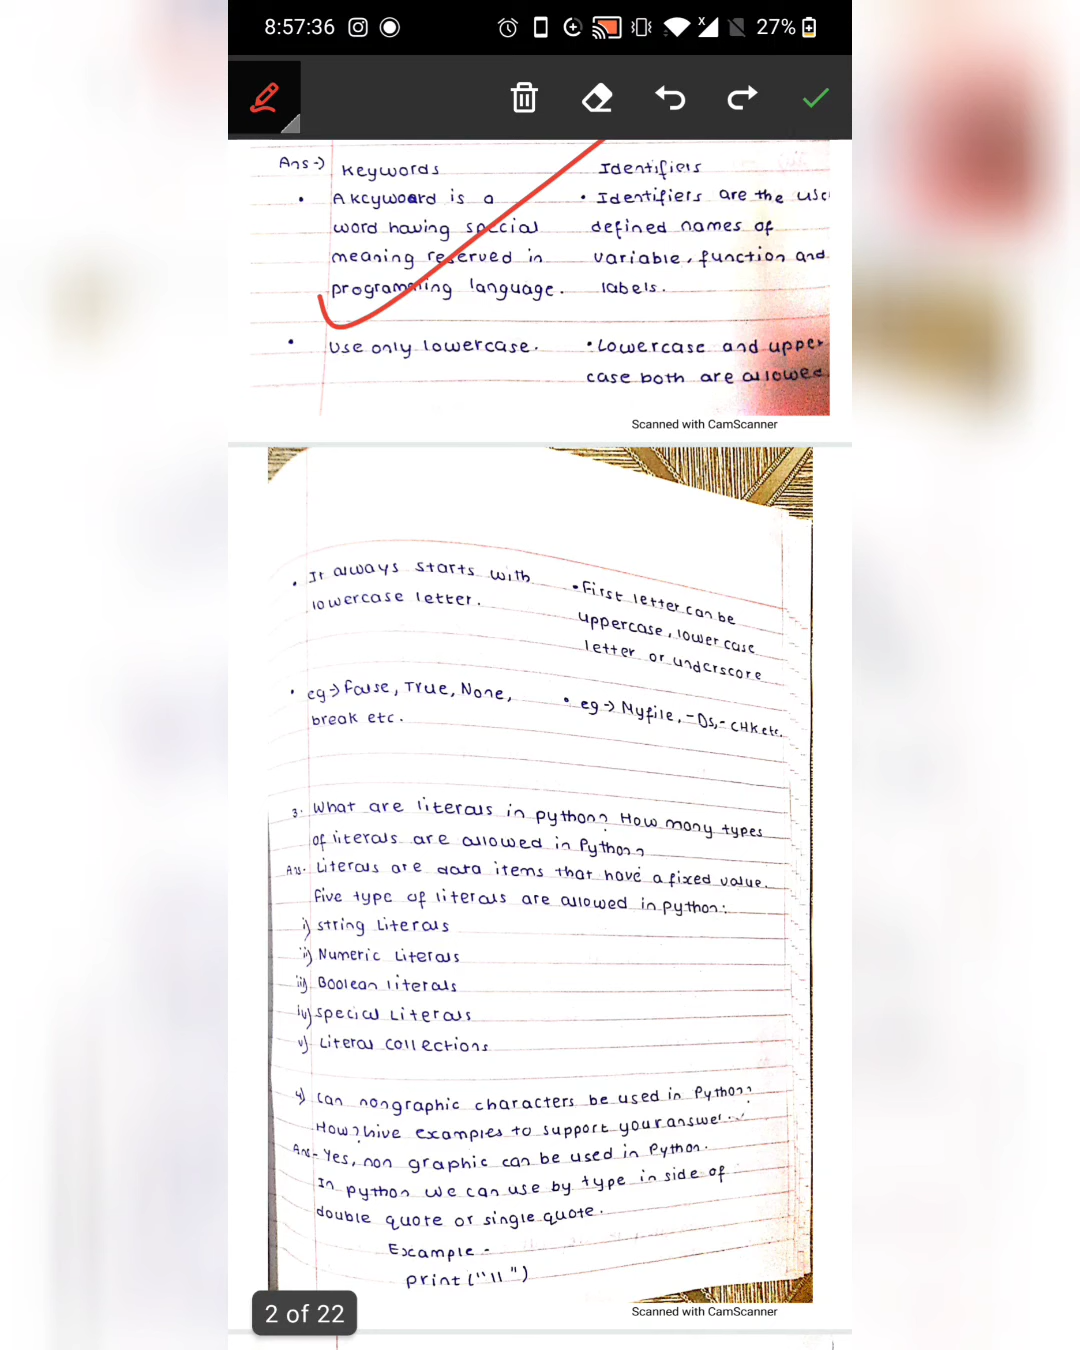 8:57:36
27%
Ans-) Keywords
Identifiers
• A keywoard is a
word having special
meaning reserved in
programming language.
• Identifiers are the use
defined names of
variable, function and
labels.
• Use only lowercase.
• Lowercase and upper
case both are allowed
Scanned with CamScanner
• It always starts with
lowercase letter.
• First letter can be
uppercase, lower case
letter or underscore
• eg→ False, True, None,
break etc.
• eg→ Myfile, -Ds, - CHK etc.
3. What are literals in python? How many types
of literals are allowed in Python?
Ans. Literals are data items that have a fixed value.
Five type of literals are allowed in python:
i) String Literals
ii) Numeric Literals
iii) Boolean literals
iv) Special Literals
v) Literal collections
4) Can nongraphic characters be used in Python?
How? hive examples to support your answer.
Ans- Yes, non graphic can be used in Python.
In python we can use by type in side of
double quote or single quote.
Example -
print ("\\")
2 of 22
Scanned with CamScanner